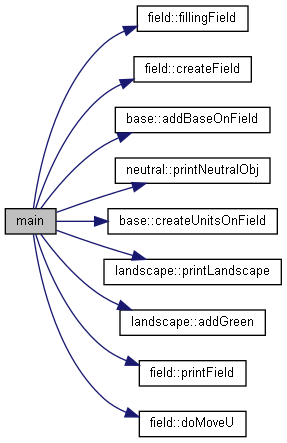 field::fillingField
field::createField
base::addBaseOnField
neutral::printNeutralObj
main
base::createUnitsOnField
landscape::printLandscape
landscape::addGreen
field::printField
field::doMoveU